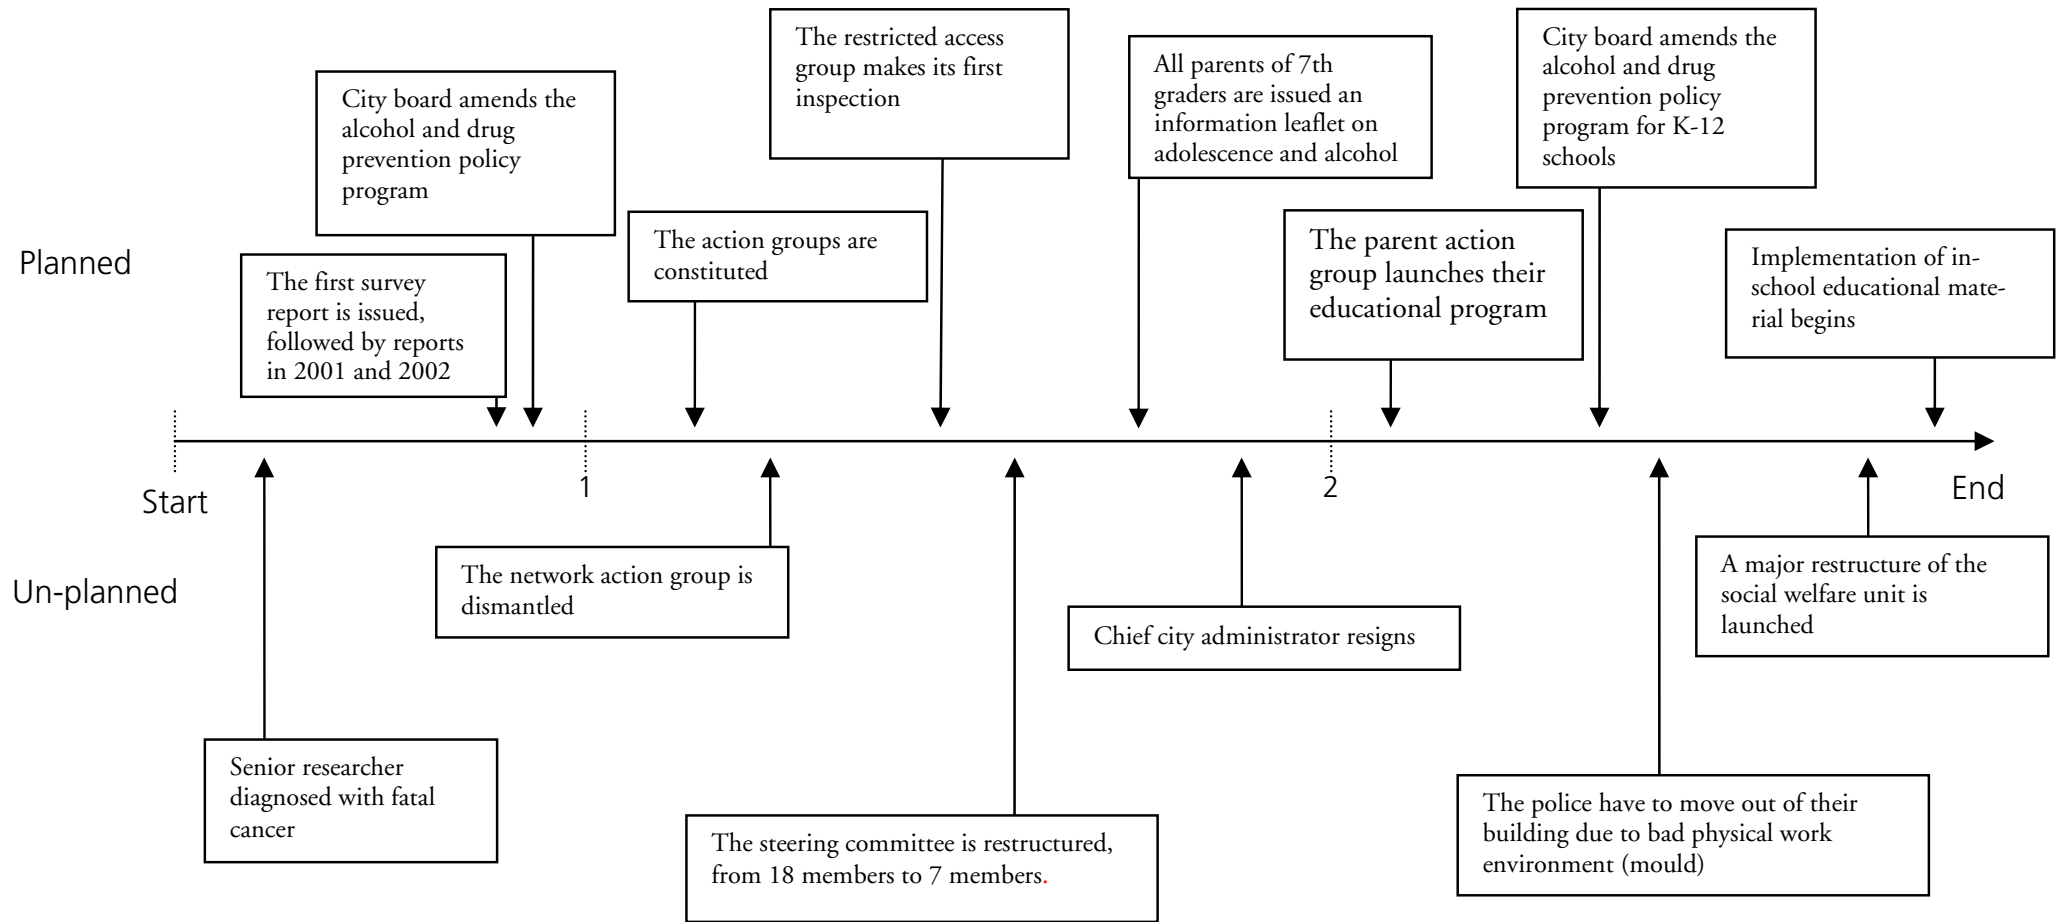 The restricted access
group makes its first
inspection
City board amends the
alcohol and drug
prevention policy
program for K-12
schools
All parents of 7th
graders are issued an
information leaflet on
adolescence and alcohol
City board amends the
alcohol and drug
prevention policy
program
The action groups are
constituted
The parent action
group launches their
educational program
Implementation of in-
school educational mate-
rial begins
Planned
The first survey
report is issued,
followed by reports
in 2001 and 2002
Start
1
2
End
Un-planned
The network action group is
dismantled
Chief city administrator resigns
A major restructure of the
social welfare unit is
launched
Senior researcher
diagnosed with fatal
cancer
The steering committee is restructured,
from 18 members to 7 members.
The police have to move out of their
building due to bad physical work
environment (mould)